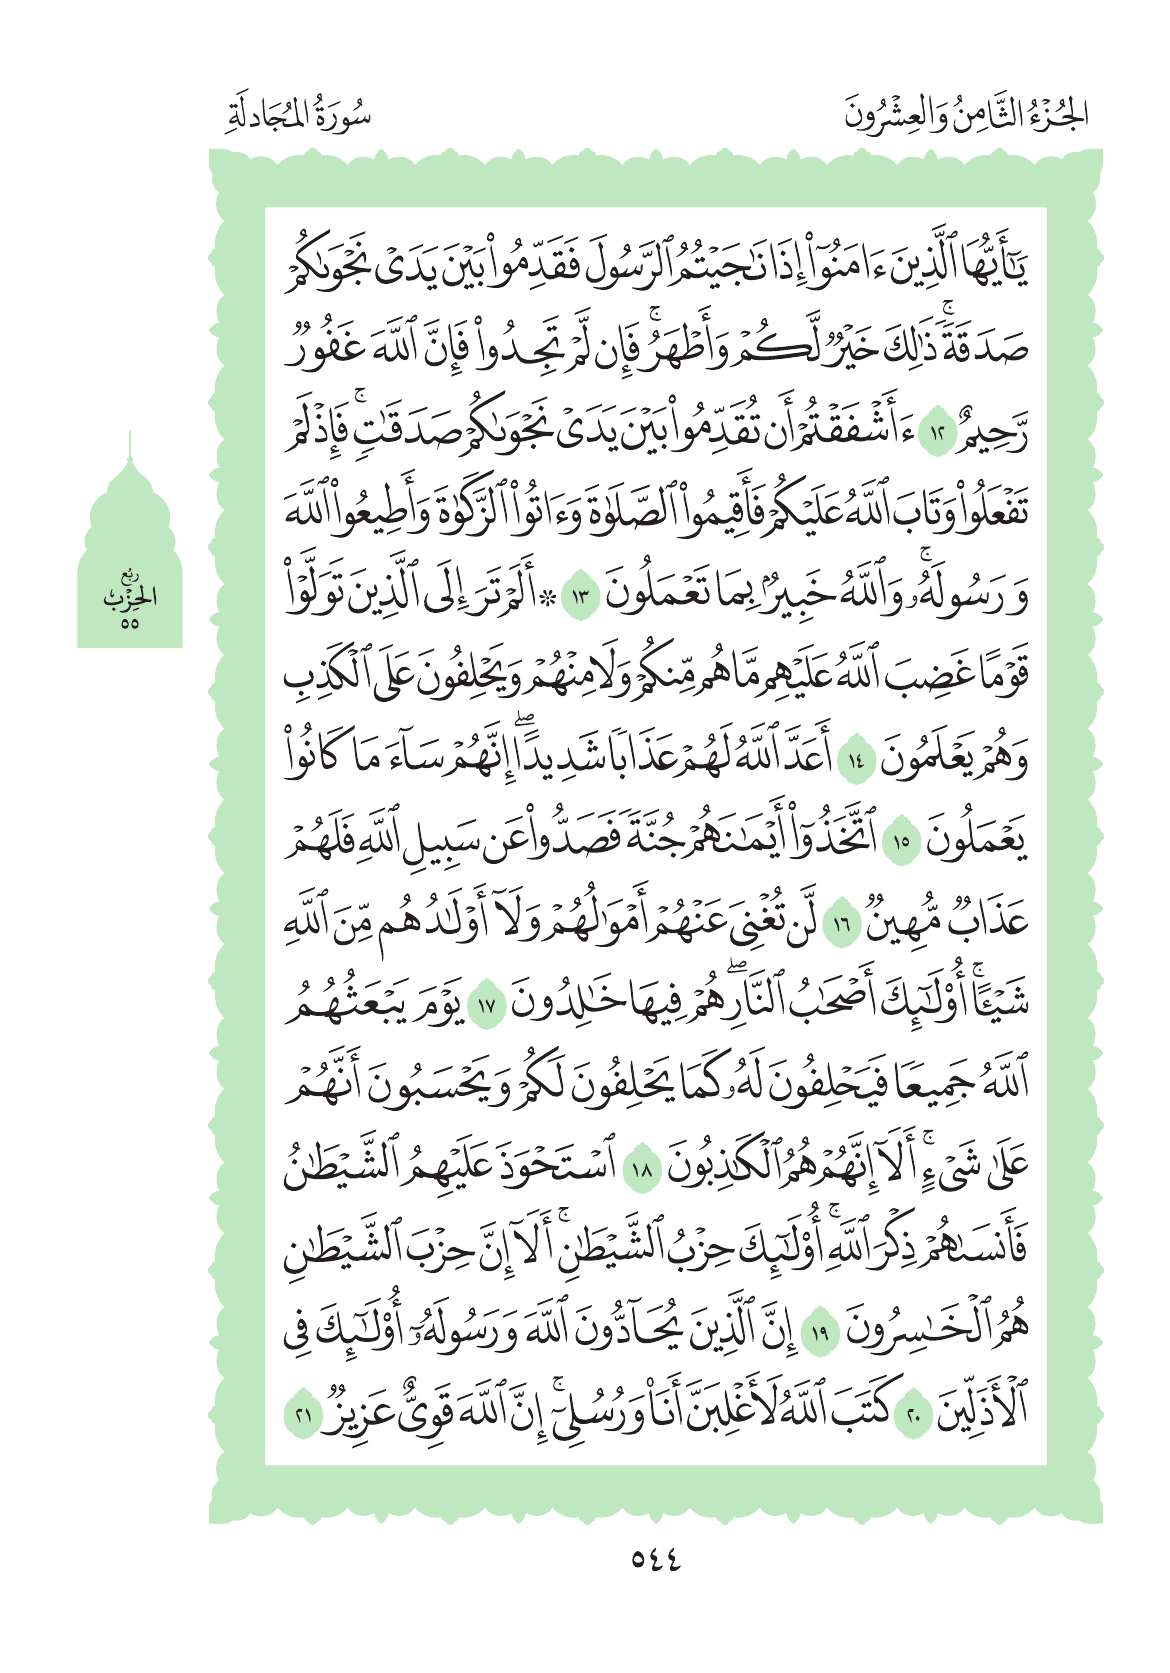 الجُزْءُ الثَّامِنُ وَالعِشْرُونَ
سُورَةُ المُجَادلَةِ
يَٰٓأَيُّهَا ٱلَّذِينَ ءَامَنُوٓا۟ إِذَا نَٰجَيْتُمُ ٱلرَّسُولَ فَقَدِّمُوا۟ بَيْنَ يَدَىْ نَجْوَىٰكُمْ
صَدَقَةًۚ ذَٰلِكَ خَيْرٌ لَّكُمْ وَأَطْهَرُۚ فَإِن لَّمْ تَجِدُوا۟ فَإِنَّ ٱللَّهَ غَفُورٌ
رَّحِيمٌ ١٢ ءَأَشْفَقْتُمْ أَن تُقَدِّمُوا۟ بَيْنَ يَدَىْ نَجْوَىٰكُمْ صَدَقَٰتٍۚ فَإِذْ لَمْ
تَفْعَلُوا۟ وَتَابَ ٱللَّهُ عَلَيْكُمْ فَأَقِيمُوا۟ ٱلصَّلَوٰةَ وَءَاتُوا۟ ٱلزَّكَوٰةَ وَأَطِيعُوا۟ ٱللَّهَ
وَرَسُولَهُۥۚ وَٱللَّهُ خَبِيرٌۢ بِمَا تَعْمَلُونَ ١٣ ۞ أَلَمْ تَرَ إِلَى ٱلَّذِينَ تَوَلَّوْا۟
قَوْمًا غَضِبَ ٱللَّهُ عَلَيْهِم مَّا هُم مِّنكُمْ وَلَا مِنْهُمْ وَيَحْلِفُونَ عَلَى ٱلْكَذِبِ
وَهُمْ يَعْلَمُونَ ١٤ أَعَدَّ ٱللَّهُ لَهُمْ عَذَابًا شَدِيدًاۖ إِنَّهُمْ سَآءَ مَا كَانُوا۟
يَعْمَلُونَ ١٥ ٱتَّخَذُوٓا۟ أَيْمَٰنَهُمْ جُنَّةً فَصَدُّوا۟ عَن سَبِيلِ ٱللَّهِ فَلَهُمْ
عَذَابٌ مُّهِينٌ ١٦ لَّن تُغْنِىَ عَنْهُمْ أَمْوَٰلُهُمْ وَلَآ أَوْلَٰدُهُم مِّنَ ٱللَّهِ
شَيْـًٔاۚ أُو۟لَٰٓئِكَ أَصْحَٰبُ ٱلنَّارِۖ هُمْ فِيهَا خَٰلِدُونَ ١٧ يَوْمَ يَبْعَثُهُمُ
ٱللَّهُ جَمِيعًا فَيَحْلِفُونَ لَهُۥ كَمَا يَحْلِفُونَ لَكُمْ وَيَحْسَبُونَ أَنَّهُمْ
عَلَىٰ شَىْءٍۚ أَلَآ إِنَّهُمْ هُمُ ٱلْكَٰذِبُونَ ١٨ ٱسْتَحْوَذَ عَلَيْهِمُ ٱلشَّيْطَٰنُ
فَأَنسَىٰهُمْ ذِكْرَ ٱللَّهِۚ أُو۟لَٰٓئِكَ حِزْبُ ٱلشَّيْطَٰنِۚ أَلَآ إِنَّ حِزْبَ ٱلشَّيْطَٰنِ
هُمُ ٱلْخَٰسِرُونَ ١٩ إِنَّ ٱلَّذِينَ يُحَآدُّونَ ٱللَّهَ وَرَسُولَهُۥٓ أُو۟لَٰٓئِكَ فِى
ٱلْأَذَلِّينَ ٢٠ كَتَبَ ٱللَّهُ لَأَغْلِبَنَّ أَنَا۠ وَرُسُلِىٓۚ إِنَّ ٱللَّهَ قَوِىٌّ عَزِيزٌ ٢١
رُبُع
الحِزْب
٥٥
٥٤٤